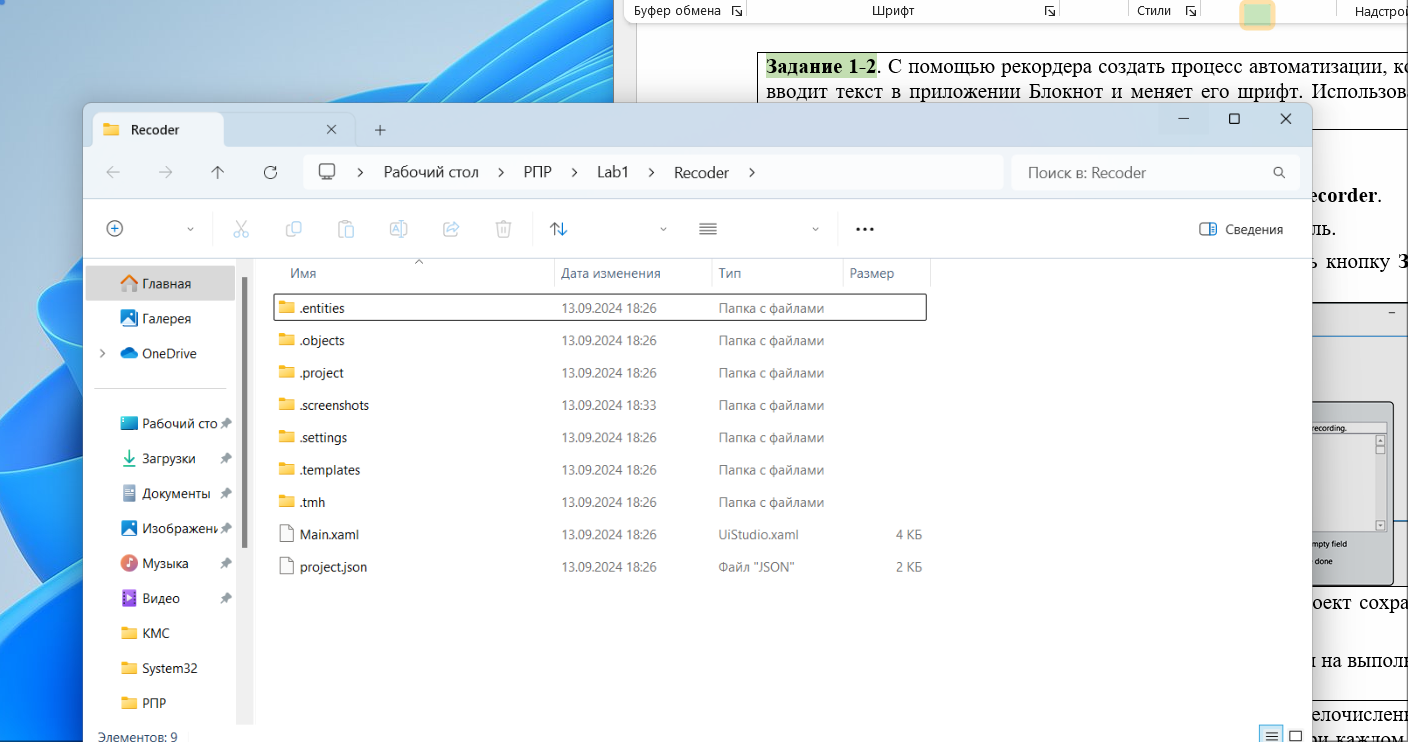 Буфер обмена
Шрифт
Стили
Надстрой
Задание 1-2. С помощью рекордера создать процесс автоматизации, ко
вводит текст в приложении Блокнот и меняет его шрифт. Использов
Recoder
Рабочий стол
РПР
Lab1
Recoder
Поиск в: Recoder
ecorder.
Сведения
ль.
ь кнопку З
Имя
Дата изменения
Тип
Размер
Главная
Галерея
OneDrive
Рабочий сто
Загрузки
Документы
Изображени
Музыка
Видео
КМС
System32
РПР
.entities 13.09.2024 18:26 Папка с файлами
.objects 13.09.2024 18:26 Папка с файлами
.project 13.09.2024 18:26 Папка с файлами
.screenshots 13.09.2024 18:33 Папка с файлами
.settings 13.09.2024 18:26 Папка с файлами
.templates 13.09.2024 18:26 Папка с файлами
.tmh 13.09.2024 18:26 Папка с файлами
Main.xaml 13.09.2024 18:26 UiStudio.xaml 4 КБ
project.json 13.09.2024 18:26 Файл "JSON" 2 КБ
recording.
mpty field
done
оект сохра
на выполн
елочислен
Элементов: 9
ри каждом